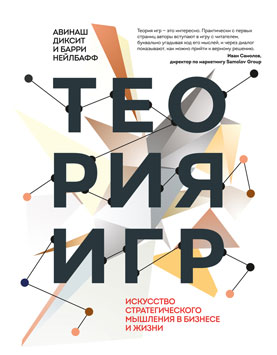 АВИНАШ
ДИКСИТ
И БАРРИ
НЕЙЛБАФФ
Теория игр – это интересно. Практически с первых
страниц авторы вступают в игру с читателем,
буквально угадывая ход его мыслей, и через диалог
показывают, как можно прийти к верному решению.
Иван Самолов,
директор по маркетингу Samolov Group
ТЕО
РИЯ
ИГР
ИСКУССТВО
СТРАТЕГИЧЕСКОГО
МЫШЛЕНИЯ В БИЗНЕСЕ
И ЖИЗНИ